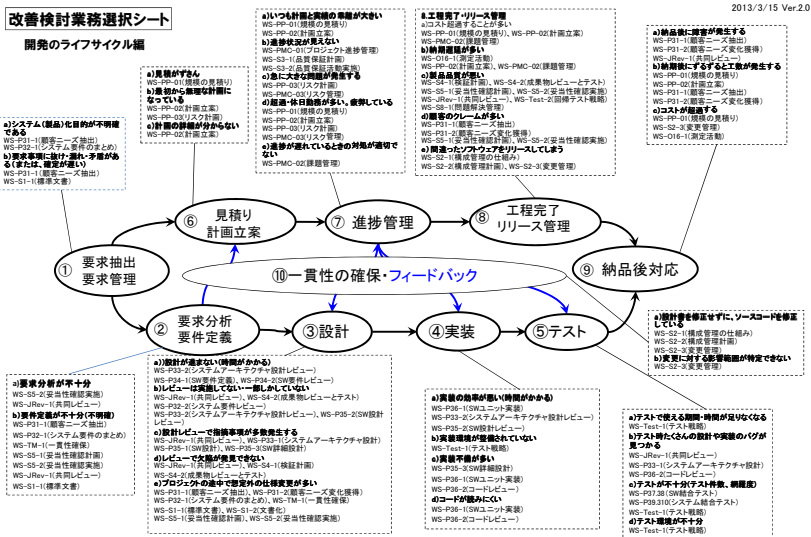 改善検討業務選択シート
開発のライフサイクル編
2013/3/15 Ver.2.0
a)システム(製品)化目的が不明確
である
WS-P31-1(顧客ニーズ抽出)
WS-P32-1(システム要件のまとめ)
b)要求事項に抜け・漏れ・矛盾があ
る(または、確定が遅い)
WS-P31-1(顧客ニーズ抽出)
WS-S1-1(標準文書)
a)見積がずさん
WS-PP-01(規模の見積り)
b)最初から無理な計画に
なっている
WS-PP-02(計画立案)
WS-PP-03(リスク計画)
c)計画の詳細が分からない
WS-PP-02(計画立案)
a)いつも計画と実績の乖離が大きい
WS-PP-01(規模の見積り)
b)進捗状況が見えない
WS-PMC-01(プロジェクト進捗管理)
WS-S3-1(品質保証計画)
WS-S3-2(品質保証活動実施)
c)急に大きな問題が発生する
WS-PP-03(リスク計画)
WS-PMC-03(リスク管理)
d)超過・休日勤務が多い。疲弊している
WS-PP-01(規模の見積り)
WS-PP-02(計画立案)
WS-PP-03(リスク計画)
WS-PMC-03(リスク管理)
e)進捗が遅れているときの対処が適切で
ない
WS-PMC-02(課題管理)
8.工程完了・リリース管理
a)コスト超過することが多い
WS-PP-01(規模の見積り)、WS-PP-02(計画立案)
WS-PMC-02(課題管理)
b)納期遅延が多い
WS-O16-1(測定活動)
WS-PP-02(計画立案)、WS-PMC-02(課題管理)
c)製品品質が悪い
WS-S4-1(検証計画)、WS-S4-2(成果物レビューとテスト)
WS-S5-1(妥当性確認計画)、WS-S5-2(妥当性確認実施)
WS-JRev-1(共同レビュー)、WS-Test-2(回帰テスト戦略)
WS-S8-1(問題解決管理)
d)顧客のクレームが多い
WS-P31-1(顧客ニーズ抽出)
WS-P31-2(顧客ニーズ変化獲得)
WS-S5-1(妥当性確認計画)、WS-S5-2(妥当性確認実施)
e)間違ったソフトウェアをリリースしてしまう
WS-S2-1(構成管理の仕組み)
WS-S2-2(構成管理計画)、WS-S2-3(変更管理)
a)納品後に障害が発生する
WS-P31-1(顧客ニーズ抽出)
WS-P31-2(顧客ニーズ変化獲得)
WS-JRev-1(共同レビュー)
b)納期後にずるずると工数が発生する
WS-PP-01(規模の見積り)
WS-PP-02(計画立案)
WS-P31-1(顧客ニーズ抽出)
WS-P31-2(顧客ニーズ変化獲得)
c)コストが超過する
WS-PP-01(規模の見積り)
WS-S2-3(変更管理)
WS-O16-1(測定活動)
⑥ 見積り
計画立案
⑦ 進捗管理
⑧ 工程完了
リリース管理
① 要求抽出
要求管理
⑩一貫性の確保・フィードバック
⑨ 納品後対応
② 要求分析
要件定義
③設計
④実装
⑤テスト
a)要求分析が不十分
WS-S5-2(妥当性確認実施)
WS-JRev-1(共同レビュー)
b)要件定義が不十分(不明確)
WS-P31-1(顧客ニーズ抽出)
WS-P32-1(システム要件のまとめ)
WS-TM-1(一貫性確保)
WS-S5-1(妥当性確認計画)
WS-S5-2(妥当性確認実施)
WS-JRev-1(共同レビュー)
WS-S1-1(標準文書)
a))設計が進まない(時間がかかる)
WS-P33-2(システムアーキテクチャ設計レビュー)
WS-P34-1(SW要件定義)、WS-P34-2(SW要件レビュー)
b)レビューは実施してない・一部しかしていない
WS-JRev-1(共同レビュー)、WS-S4-2(成果物レビューとテスト)
WS-P32-2(システム要件レビュー)
WS-P33-2(システムアーキテクチャ設計レビュー)、WS-P35-2(SW設計
レビュー)
c)設計レビューで指摘事項が多数発生する
WS-JRev-1(共同レビュー)、WS-P33-1(システムアーキテクチャ設計)
WS-P35-1(SW設計)、WS-P35-3(SW詳細設計)
d)レビューで欠陥が発見できない
WS-JRev-1(共同レビュー)、WS-S4-1(検証計画)
WS-S4-2(成果物レビューとテスト)
e)プロジェクトの途中で想定外の仕様変更が多い
WS-P31-1(顧客ニーズ抽出)、WS-P31-2(顧客ニーズ変化獲得)
WS-P32-1(システム要件のまとめ)、WS-TM-1(一貫性確保)
WS-S1-1(標準文書)、WS-S1-2(文書化)
WS-S5-1(妥当性確認計画)、WS-S5-2(妥当性確認実施)
a)実装の効率が悪い(時間がかかる)
WS-P36-1(SWユニット実装)
WS-P33-2(システムアーキテクチャ設計レビュー)
WS-P35-2(SW設計レビュー)
b)実装環境が整備されていない
WS-Test-1(テスト戦略)
c)実装不備が多い
WS-P35-3(SW詳細設計)
WS-P36-1(SWユニット実装)
WS-P36-2(コードレビュー)
d)コードが読みにくい
WS-P36-1(SWユニット実装)
WS-P36-2(コードレビュー)
a)設計書を修正せずに、ソースコードを修正
している
WS-S2-1(構成管理の仕組み)
WS-S2-2(構成管理計画)
WS-S2-3(変更管理)
b)変更に対する影響範囲が特定できない
WS-S2-3(変更管理)
a)テストで使える期間・時間が足りなくなる
WS-Test-1(テスト戦略)
b)テスト時たくさんの設計や実装のバグが
見つかる
WS-JRev-1(共同レビュー)
WS-P33-1(システムアーキテクチャ設計)
WS-P36-2(コードレビュー)
c)テストが不十分(テスト件数、網羅度)
WS-P37.38(SW結合テスト)
WS-P39.310(システム結合テスト)
WS-Test-1(テスト戦略)
d)テスト環境が不十分
WS-Test-1(テスト戦略)